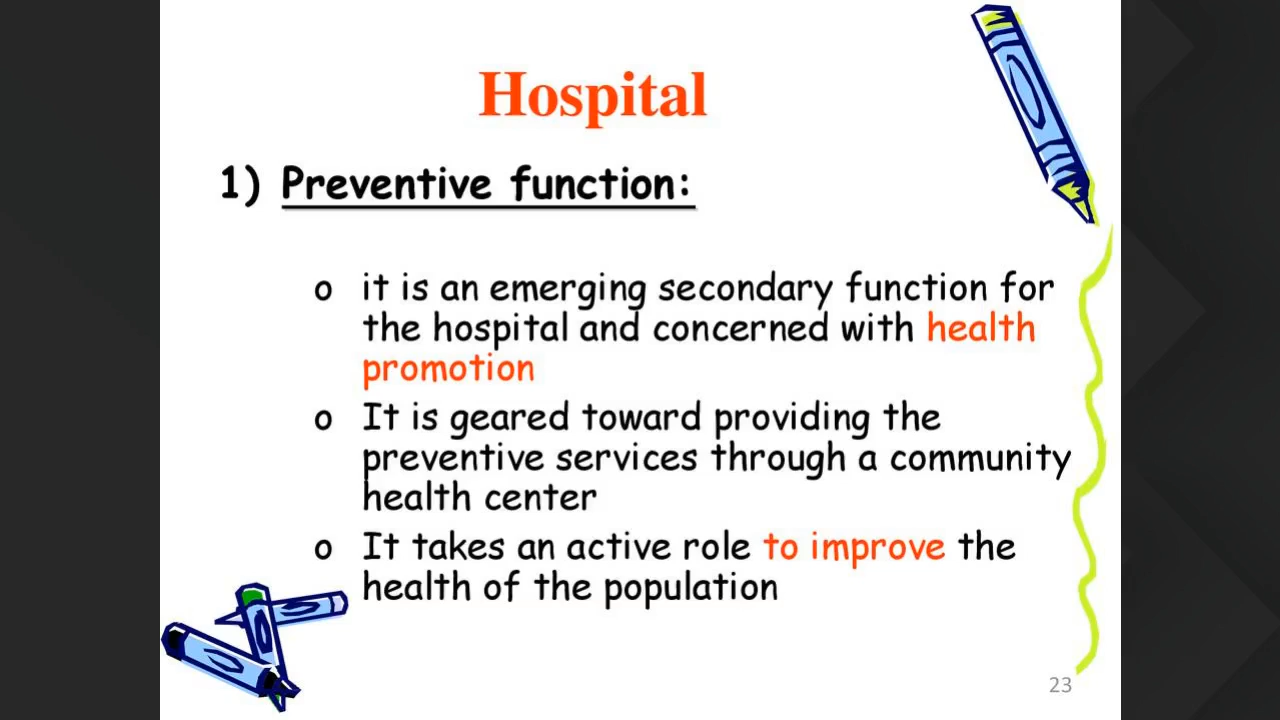 Hospital
1) Preventive function:
o it is an emerging secondary function for
the hospital and concerned with health
promotion
o It is geared toward providing the
preventive services through a community
health center
o It takes an active role to improve the
health of the population
23